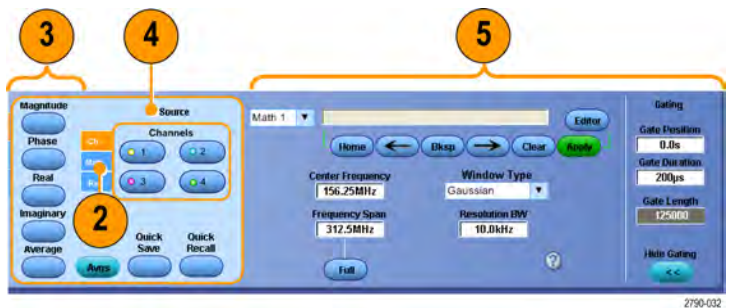 3
4
5
Magnitude
Phase
Real
Imaginary
Average
Source
Channels
1
2
3
4
2
Avgs
Quick Save
Quick Recall
Math 1
Editor
Home
Bksp
Clear
Apply
Center Frequency
156.25MHz
Window Type
Gaussian
Frequency Span
312.5MHz
Resolution BW
10.0kHz
Full
?
Gating
Gate Position
0.0s
Gate Duration
200µs
Gate Length
125000
Hide Gating
<<
2790-032